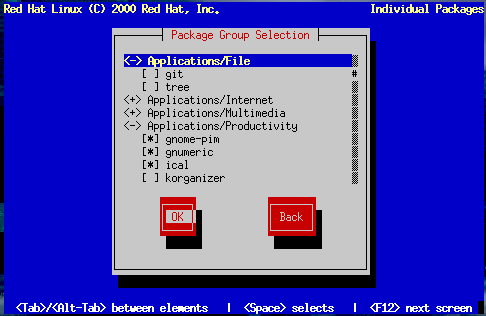 Red Hat Linux (C) 2000 Red Hat, Inc. Individual Packages
Package Group Selection
<-> Applications/File
[ ] git
[ ] tree
<+> Applications/Internet
<+> Applications/Multimedia
<-> Applications/Productivity
[*] gnome-pim
[*] gnumeric
[*] ical
[ ] korganizer
OK Back
<Tab>/<Alt-Tab> between elements | <Space> selects | <F12> next screen